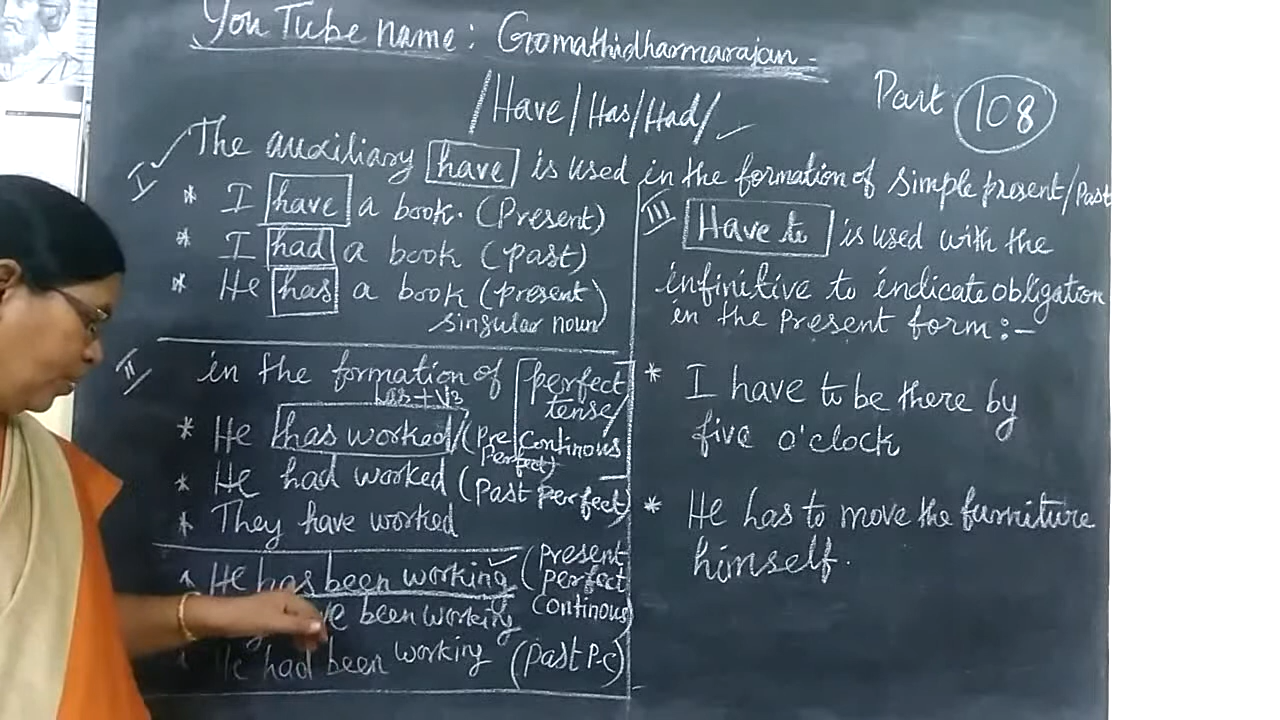 YouTube name: Gomathidharmarajan
Part 108
/Have/Has/Had/
I The auxiliary have is used in the formation of simple present/Past
* I have a book. (Present)
* I had a book (past)
* He has a book (present
singular noun)
II in the formation of perfect
tense/
Continous
has+V3
* He has worked/(Pre
Perfect)
* He had worked (Past perfect)
* They have worked
* He has been working (Present
perfect
Continous)
have been working
* He had been working (Past P.C)
III Have to is used with the
infinitive to indicate obligation
in the present form:-
* I have to be there by
five o'clock
* He has to move the furniture
himself.